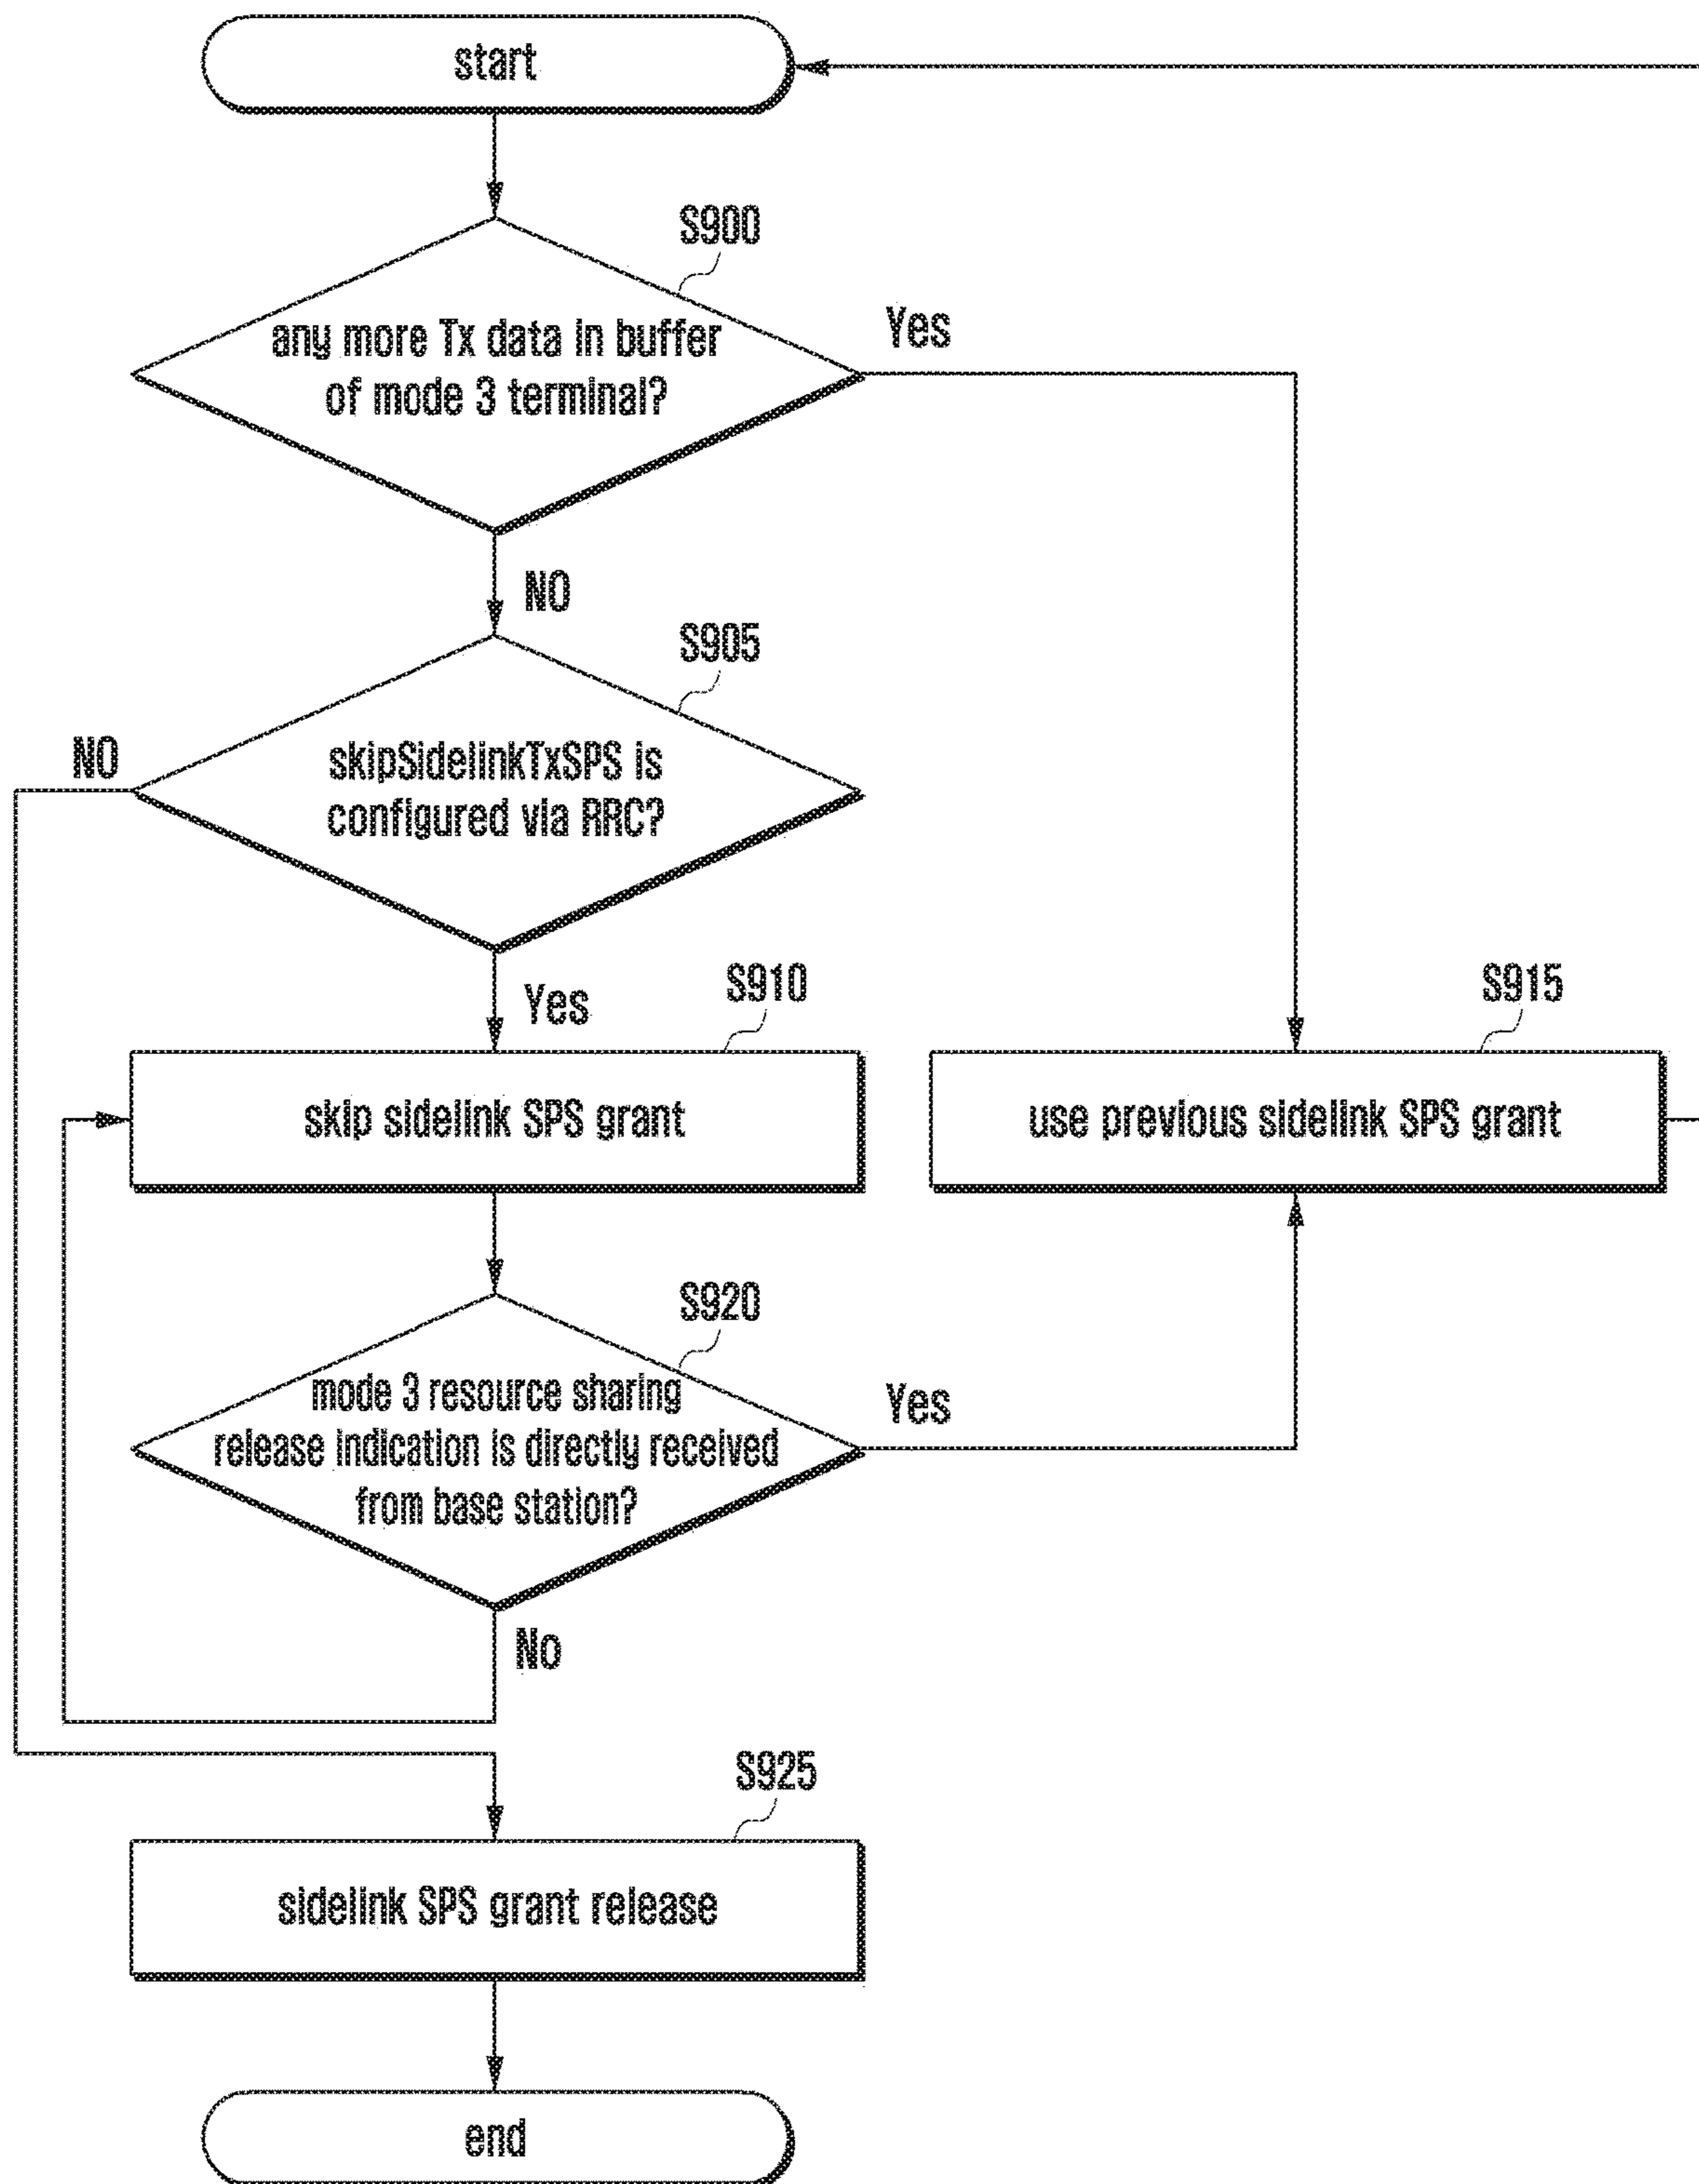 start
S900
any more Tx data in buffer
of mode 3 terminal?
Yes
NO
S905
skipSidelinkTxSPS is
configured via RRC?
NO
Yes
S910
skip sidelink SPS grant
S915
use previous sidelink SPS grant
S920
mode 3 resource sharing
release indication is directly received
from base station?
Yes
No
S925
sidelink SPS grant release
end